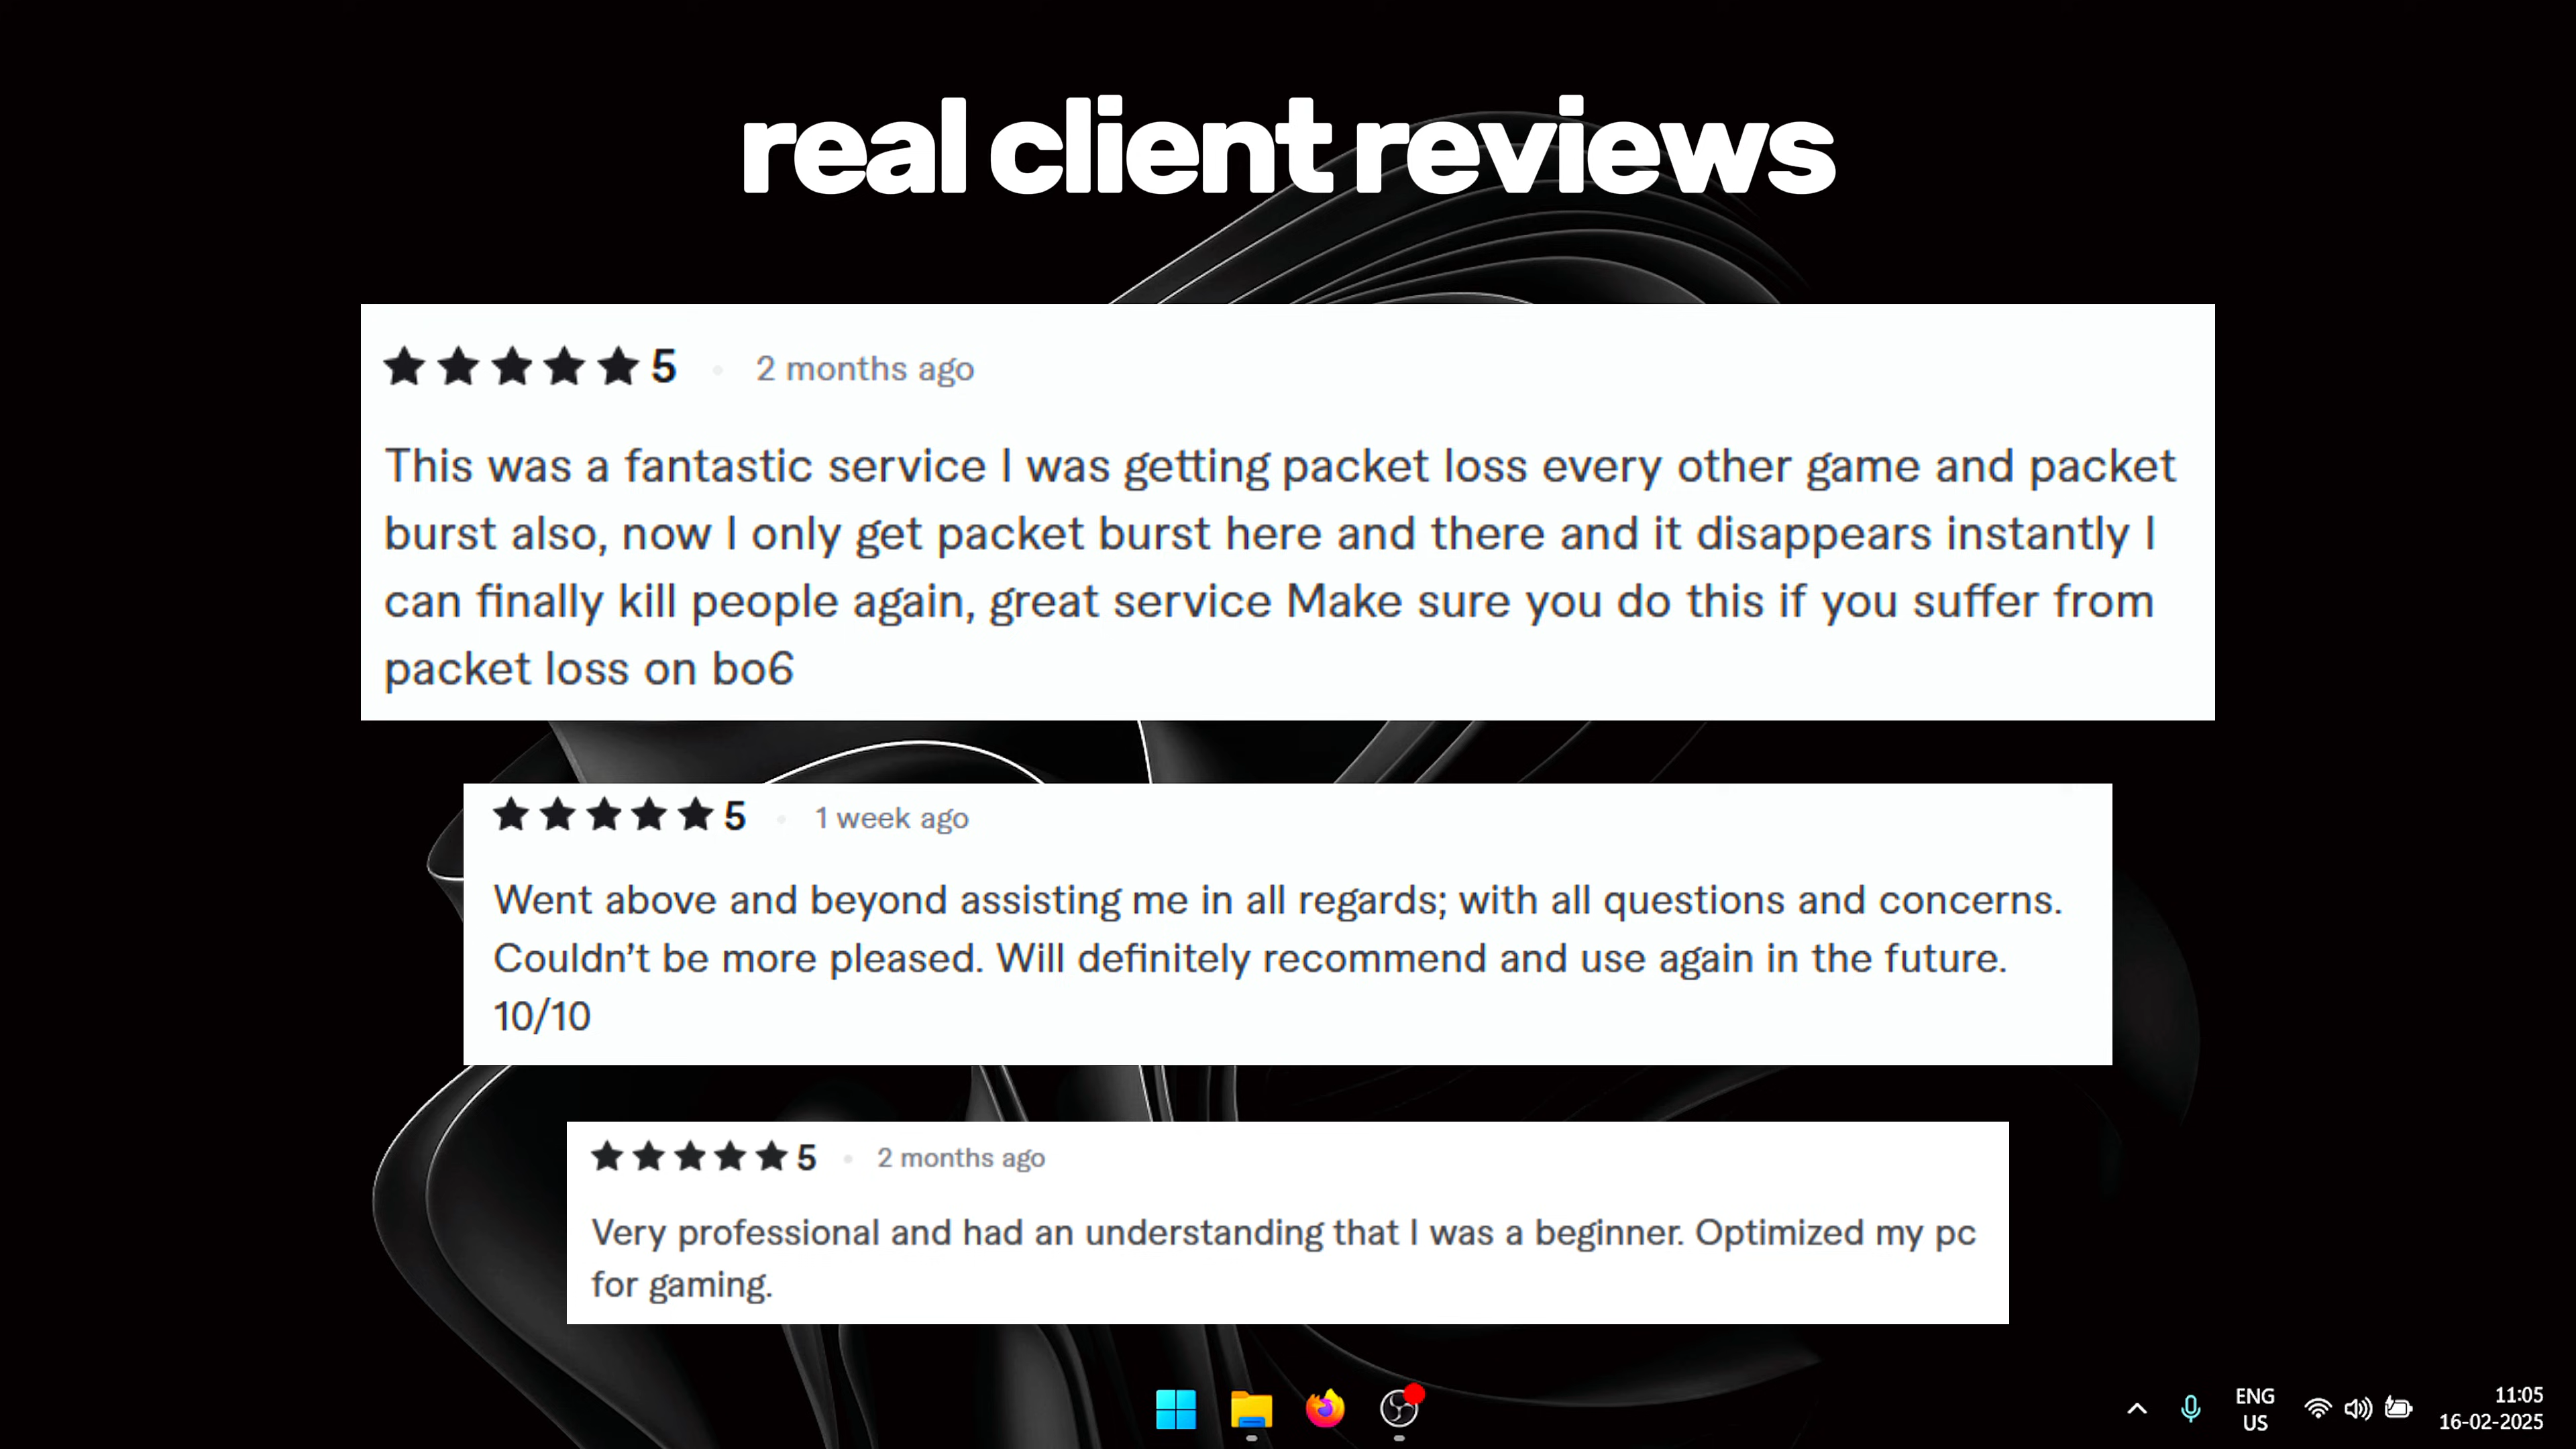 real client reviews
5 • 2 months ago
This was a fantastic service I was getting packet loss every other game and packet
burst also, now I only get packet burst here and there and it disappears instantly I
can finally kill people again, great service Make sure you do this if you suffer from
packet loss on bo6
5 • 1 week ago
Went above and beyond assisting me in all regards; with all questions and concerns.
Couldn’t be more pleased. Will definitely recommend and use again in the future.
10/10
5 • 2 months ago
Very professional and had an understanding that I was a beginner. Optimized my pc
for gaming.
ENG
US
11:05
16-02-2025